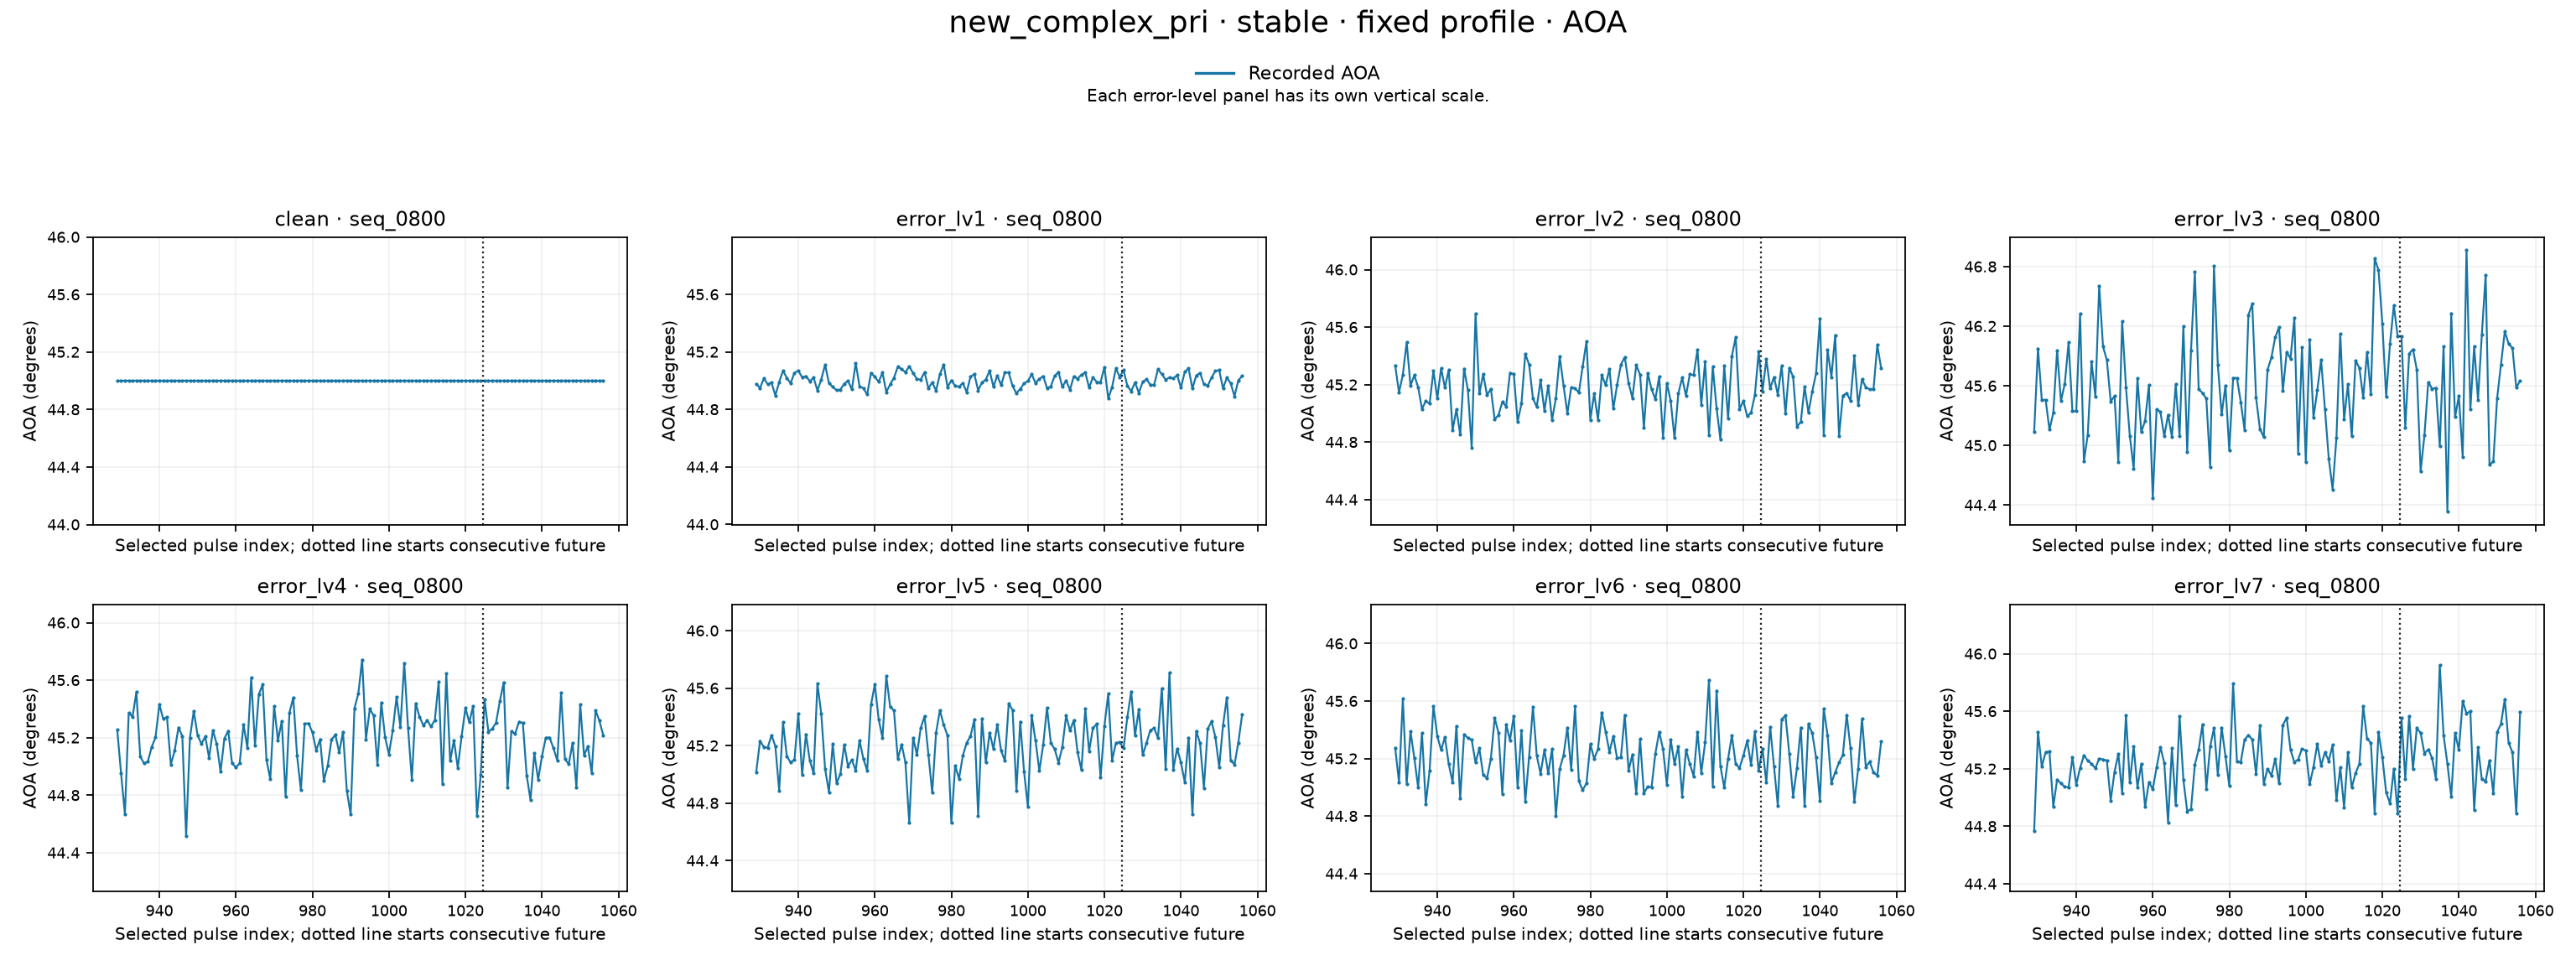 new_complex_pri · stable · fixed profile · AOA
Recorded AOA
Each error-level panel has its own vertical scale.
clean · seq_0800
46.0
45.6
45.2
44.8
44.4
44.0
AOA (degrees)
Selected pulse index; dotted line starts consecutive future
error_lv1 · seq_0800
45.6
45.2
44.8
44.4
44.0
AOA (degrees)
Selected pulse index; dotted line starts consecutive future
error_lv2 · seq_0800
46.0
45.6
45.2
44.8
44.4
AOA (degrees)
Selected pulse index; dotted line starts consecutive future
error_lv3 · seq_0800
46.8
46.2
45.6
45.0
44.4
AOA (degrees)
Selected pulse index; dotted line starts consecutive future
error_lv4 · seq_0800
46.0
45.6
45.2
44.8
44.4
AOA (degrees)
940 960 980 1000 1020 1040 1060
Selected pulse index; dotted line starts consecutive future
error_lv5 · seq_0800
46.0
45.6
45.2
44.8
44.4
AOA (degrees)
940 960 980 1000 1020 1040 1060
Selected pulse index; dotted line starts consecutive future
error_lv6 · seq_0800
46.0
45.6
45.2
44.8
44.4
AOA (degrees)
940 960 980 1000 1020 1040 1060
Selected pulse index; dotted line starts consecutive future
error_lv7 · seq_0800
46.0
45.6
45.2
44.8
44.4
AOA (degrees)
940 960 980 1000 1020 1040 1060
Selected pulse index; dotted line starts consecutive future